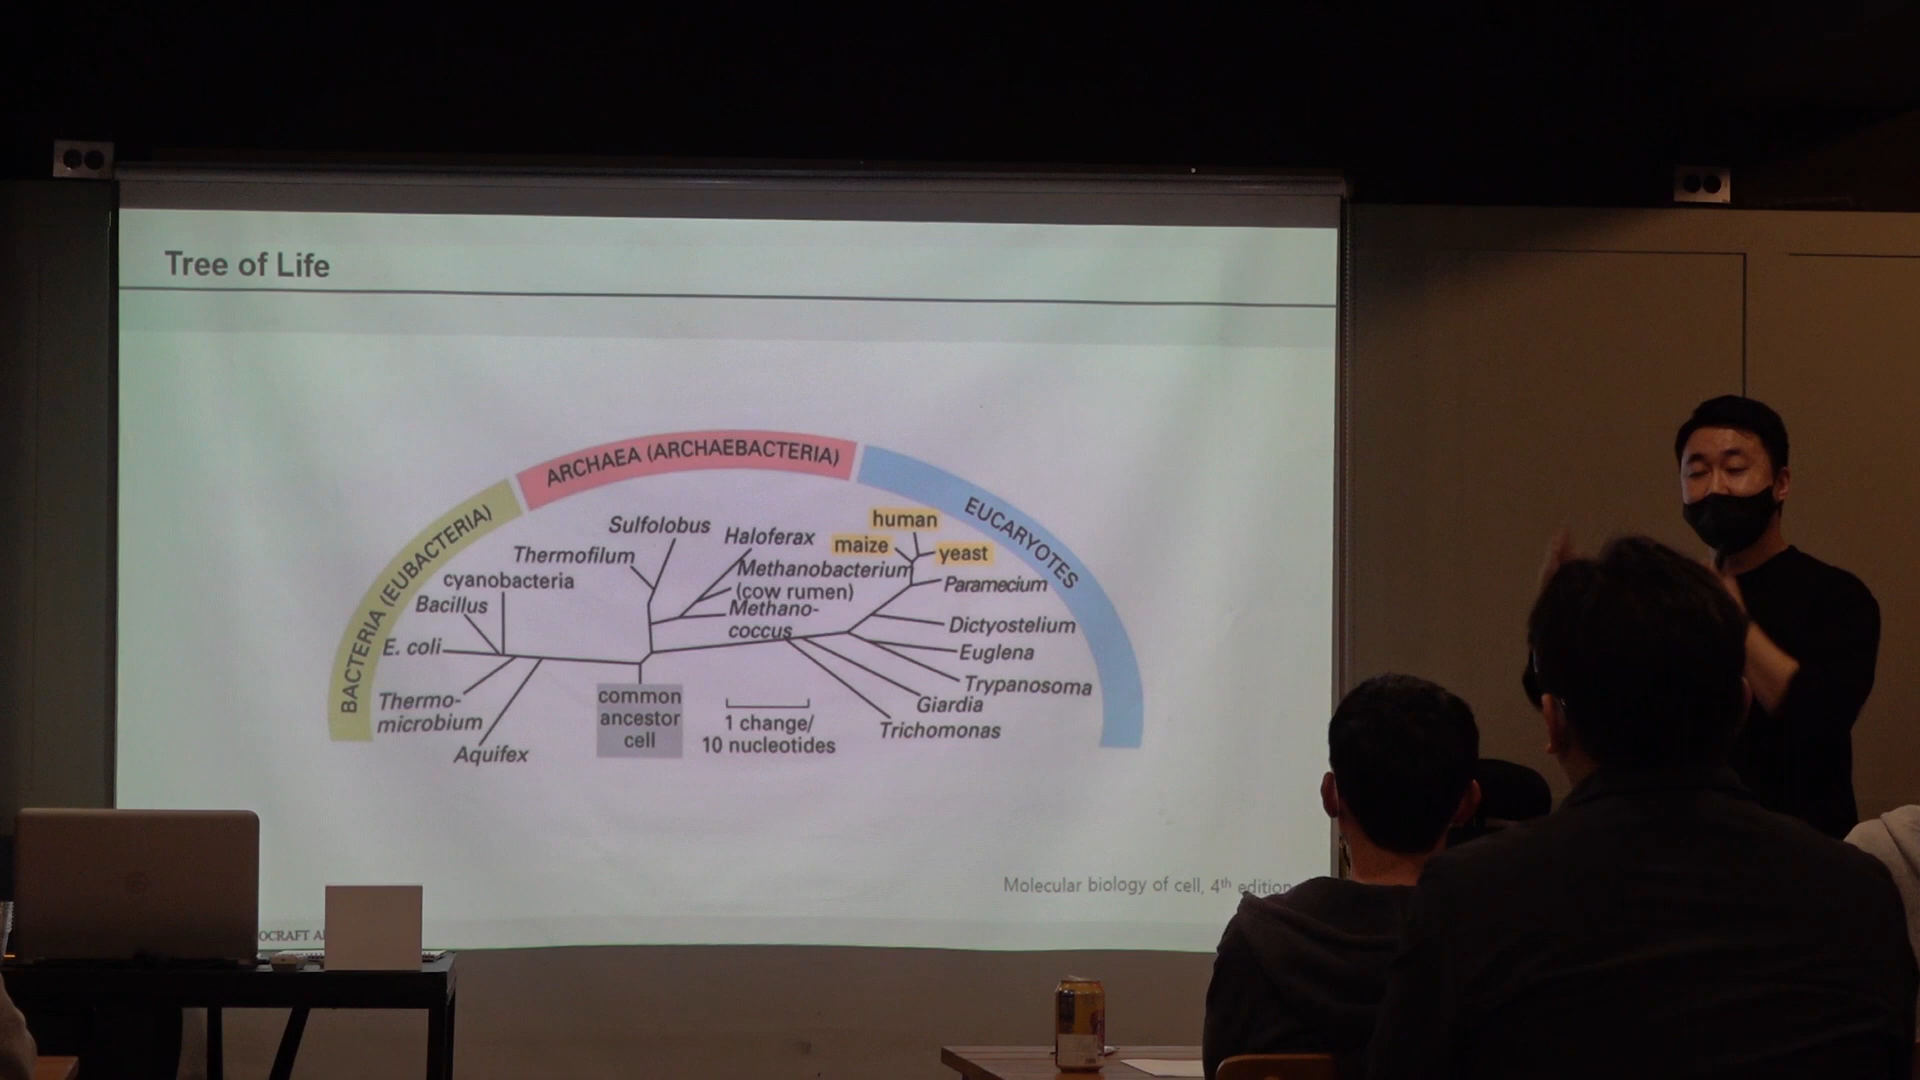 Tree of Life
BACTERIA (EUBACTERIA)
ARCHAEA (ARCHAEBACTERIA)
EUCARYOTES
Sulfolobus
Thermofilum
cyanobacteria
Bacillus
E. coli
Thermo-
microbium
Aquifex
Haloferax
Methanobacterium
(cow rumen)
Methano-
coccus
human
maize
yeast
Paramecium
Dictyostelium
Euglena
Trypanosoma
Giardia
Trichomonas
common
ancestor
cell
1 change/
10 nucleotides
Molecular biology of cell, 4th edition